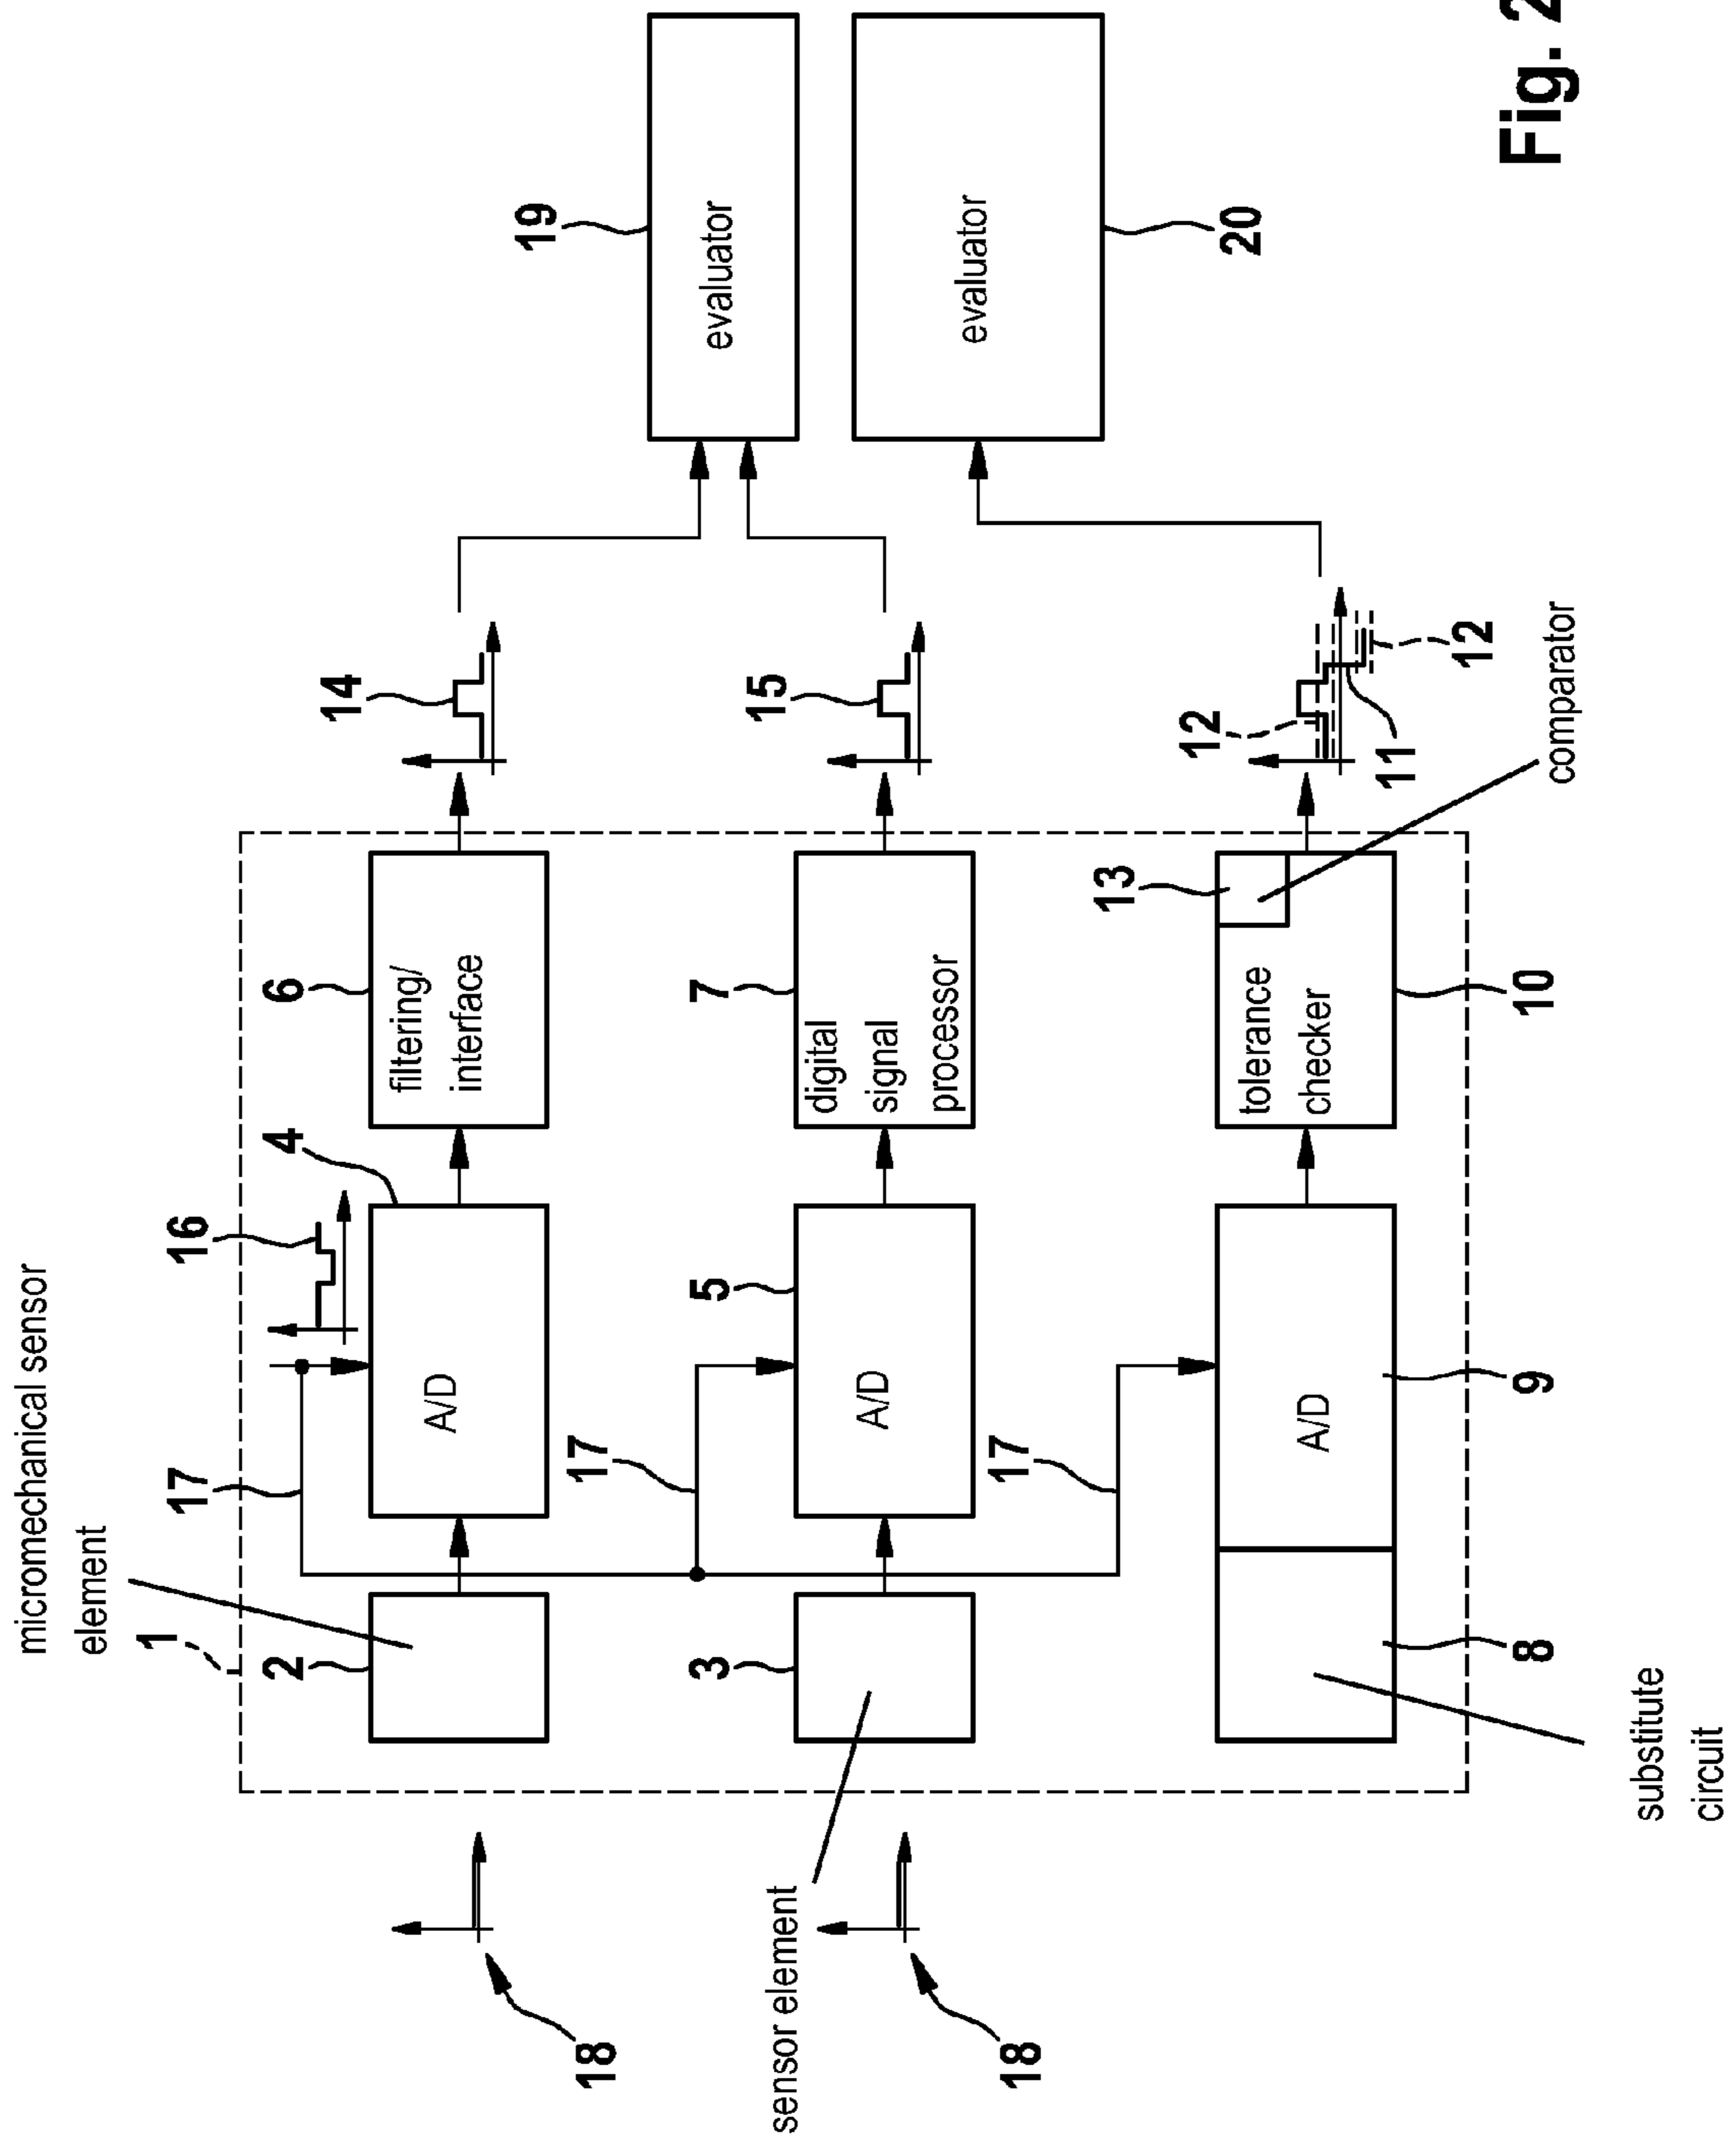 micromechanical sensor
element
1
17
16
2
4
6
14
19
A/D
filtering/
interface
evaluator
18
17
3
5
7
15
A/D
digital
signal
processor
evaluator
20
sensor element
18
17
13
12
A/D
tolerance
checker
11
12
8
9
10
comparator
substitute
circuit
Fig. 2